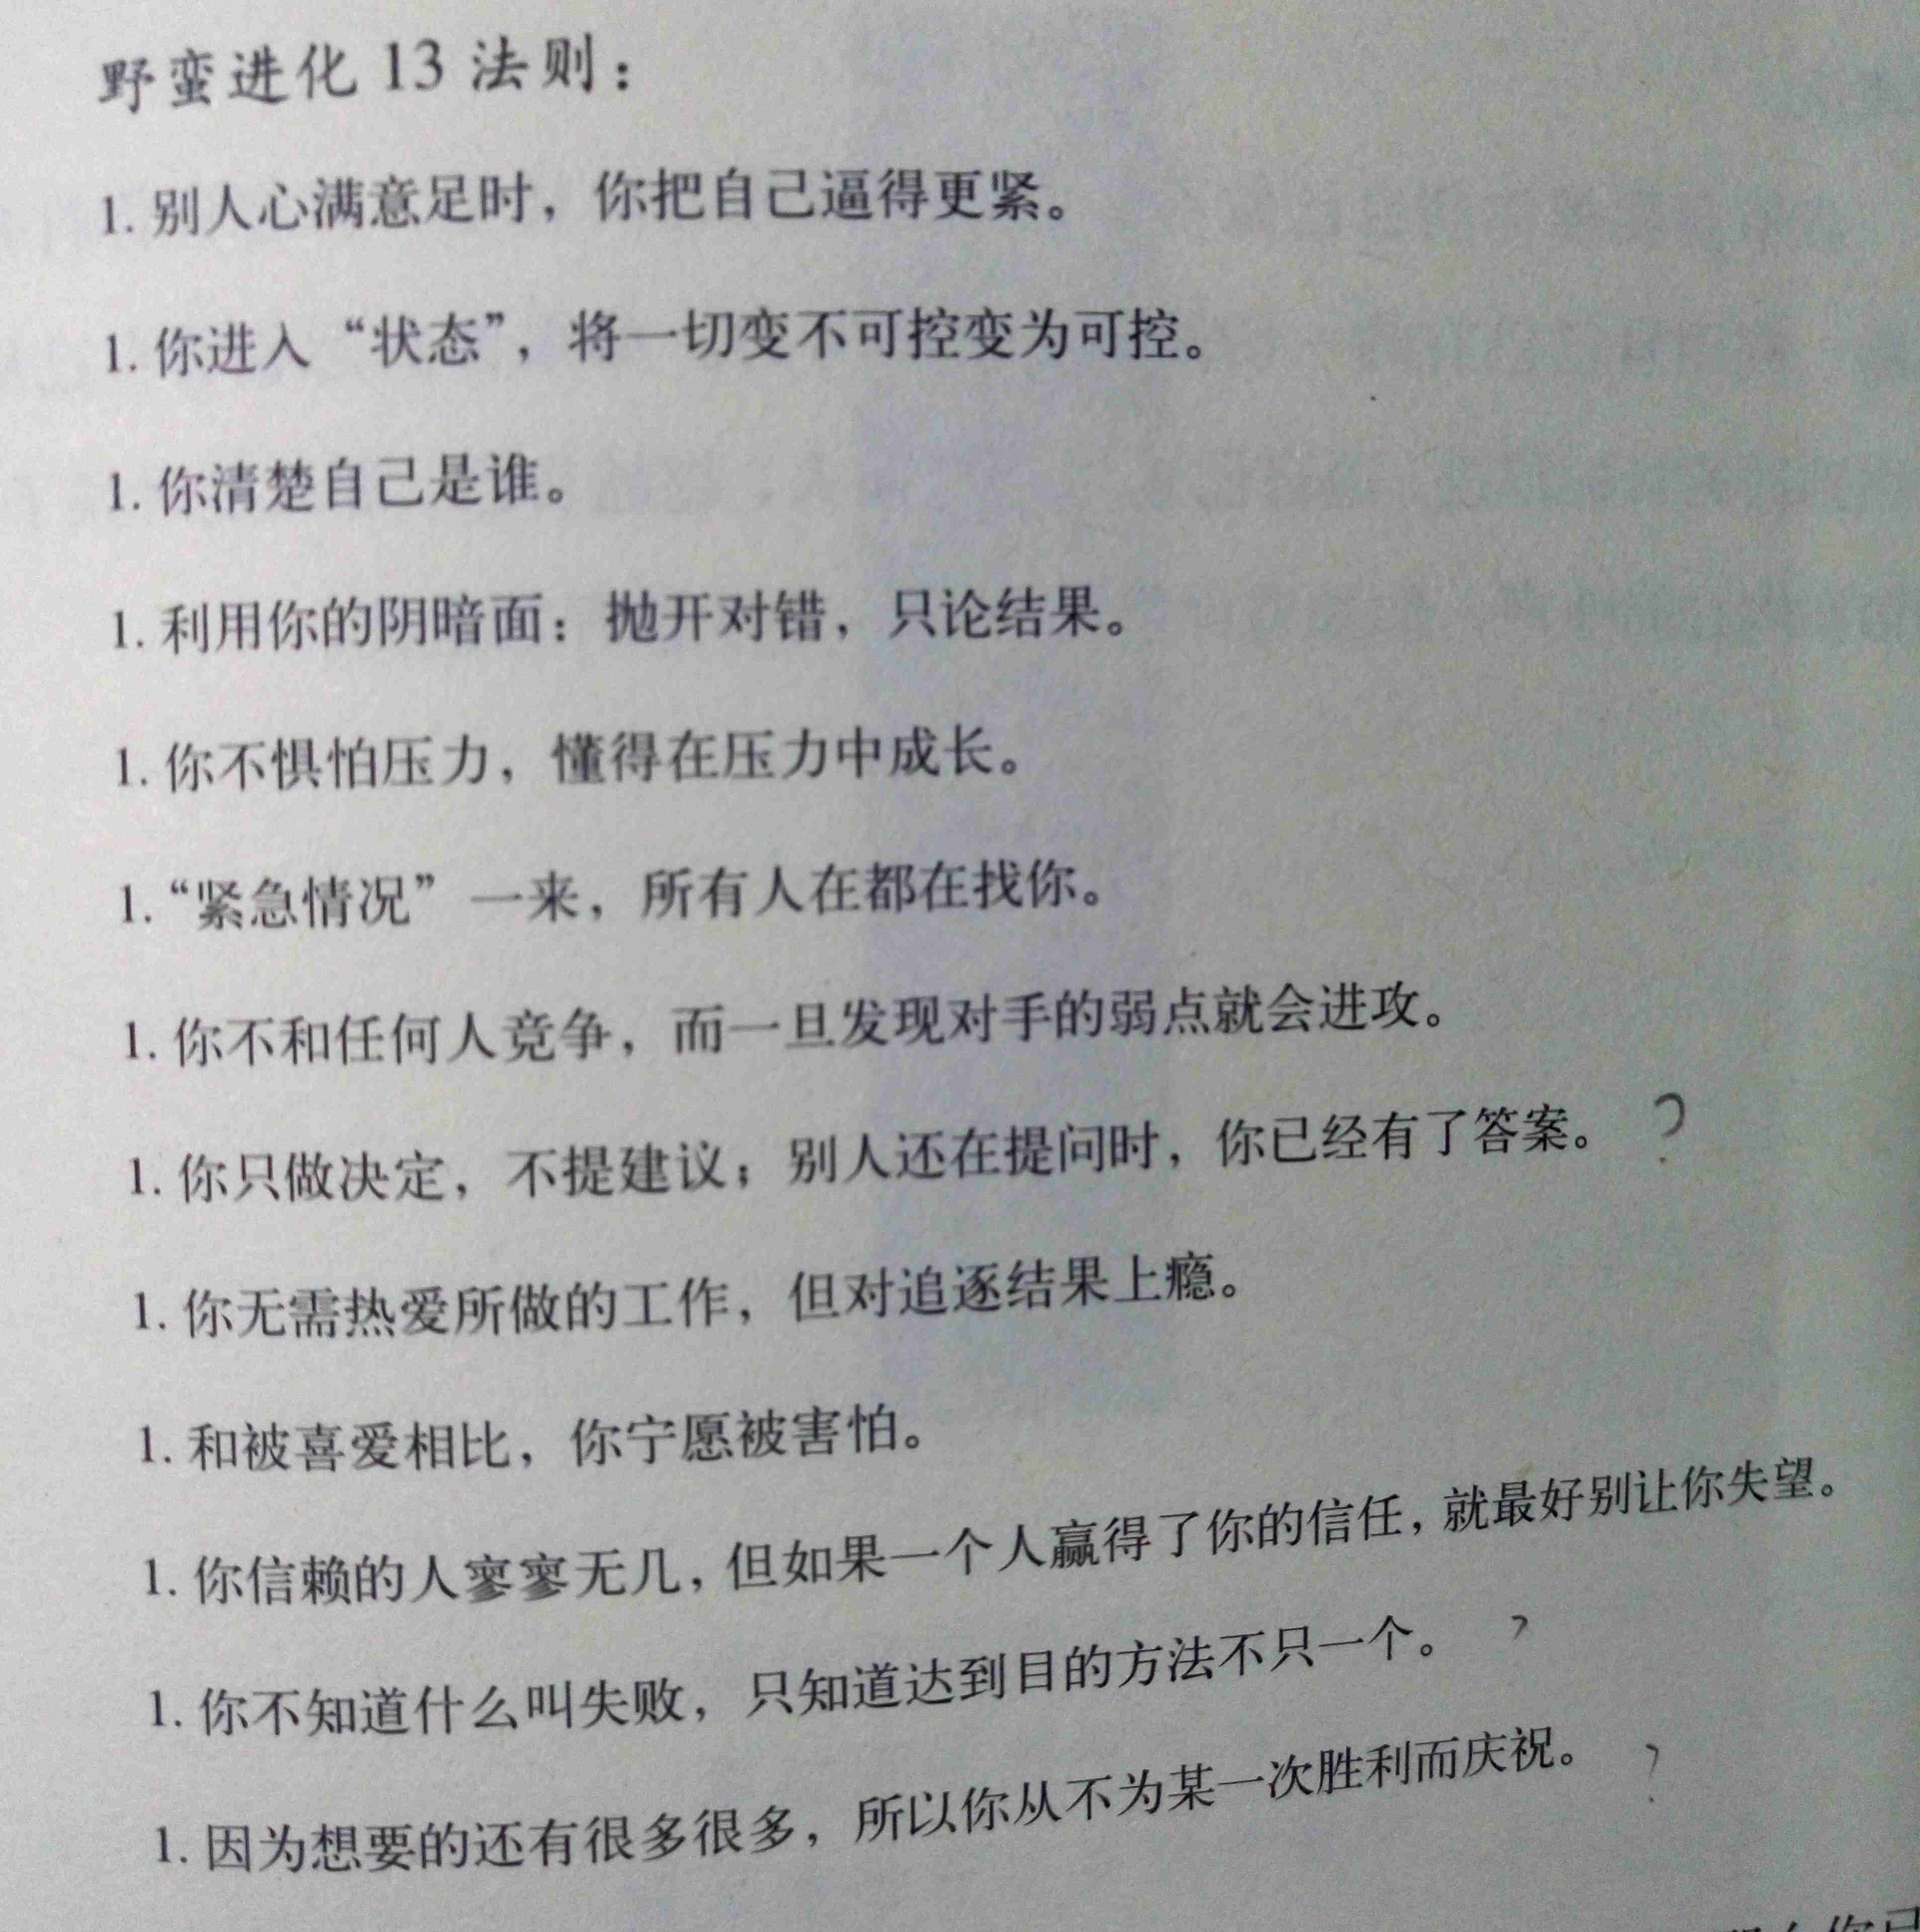 野蛮进化 13 法则：
1. 别人心满意足时，你把自己逼得更紧。
1. 你进入“状态”，将一切变不可控变为可控。
1. 你清楚自己是谁。
1. 利用你的阴暗面：抛开对错，只论结果。
1. 你不惧怕压力，懂得在压力中成长。
1. “紧急情况”一来，所有人在都在找你。
1. 你不和任何人竞争，而一旦发现对手的弱点就会进攻。
1. 你只做决定，不提建议；别人还在提问时，你已经有了答案。 ?
1. 你无需热爱所做的工作，但对追逐结果上瘾。
1. 和被喜爱相比，你宁愿被害怕。
1. 你信赖的人寥寥无几，但如果一个人赢得了你的信任，就最好别让你失望。
1. 你不知道什么叫失败，只知道达到目的方法不只一个。 ?
1. 因为想要的还有很多很多，所以你从不为某一次胜利而庆祝。 ?